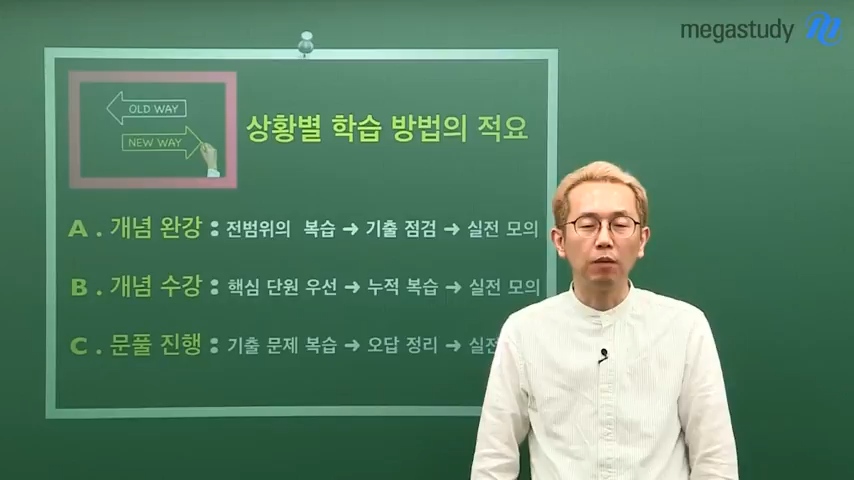 megastudy
OLD WAY
NEW WAY
상황별 학습 방법의 적요
A. 개념 완강 : 전범위의 복습 → 기출 점검 → 실전 모의
B. 개념 수강 : 핵심 단원 우선 → 누적 복습 → 실전 모의
C. 문풀 진행 : 기출 문제 복습 → 오답 정리 → 실전